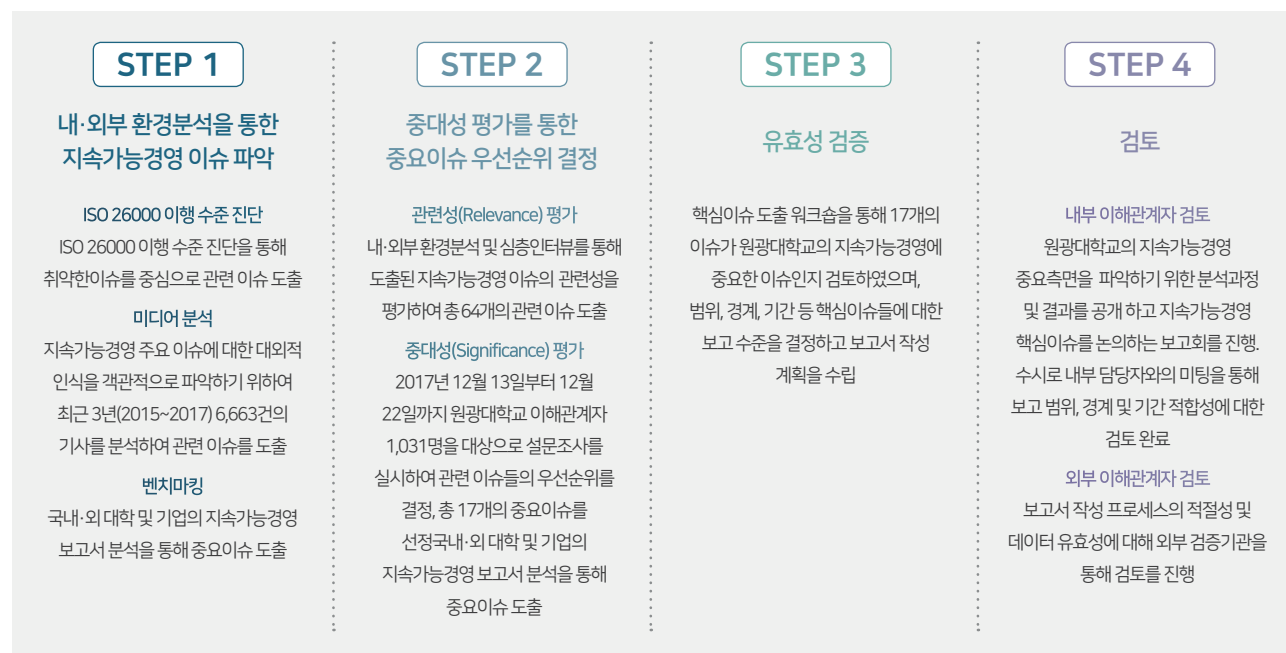 STEP 1
내·외부 환경분석을 통한
지속가능경영 이슈 파악
ISO 26000 이행 수준 진단
ISO 26000 이행 수준 진단을 통해
취약한이슈를 중심으로 관련 이슈 도출
미디어 분석
지속가능경영 주요 이슈에 대한 대외적
인식을 객관적으로 파악하기 위하여
최근 3년(2015~2017) 6,663건의
기사를 분석하여 관련 이슈를 도출
벤치마킹
국내·외 대학 및 기업의 지속가능경영
보고서 분석을 통해 중요이슈 도출
STEP 2
중대성 평가를 통한
중요이슈 우선순위 결정
관련성(Relevance) 평가
내·외부 환경분석 및 심층인터뷰를 통해
도출된 지속가능경영 이슈의 관련성을
평가하여 총 64개의 관련 이슈 도출
중대성(Significance) 평가
2017년 12월 13일부터 12월
22일까지 원광대학교 이해관계자
1,031명을 대상으로 설문조사를
실시하여 관련 이슈들의 우선순위를
결정, 총 17개의 중요이슈를
선정국내·외 대학 및 기업의
지속가능경영 보고서 분석을 통해
중요이슈 도출
STEP 3
유효성 검증
핵심이슈 도출 워크숍을 통해 17개의
이슈가 원광대학교의 지속가능경영에
중요한 이슈인지 검토하였으며,
범위, 경계, 기간 등 핵심이슈들에 대한
보고 수준을 결정하고 보고서 작성
계획을 수립
STEP 4
검토
내부 이해관계자 검토
원광대학교의 지속가능경영
중요측면을 파악하기 위한 분석과정
및 결과를 공개 하고 지속가능경영
핵심이슈를 논의하는 보고회를 진행.
수시로 내부 담당자와의 미팅을 통해
보고 범위, 경계 및 기간 적합성에 대한
검토 완료
외부 이해관계자 검토
보고서 작성 프로세스의 적절성 및
데이터 유효성에 대해 외부 검증기관을
통해 검토를 진행